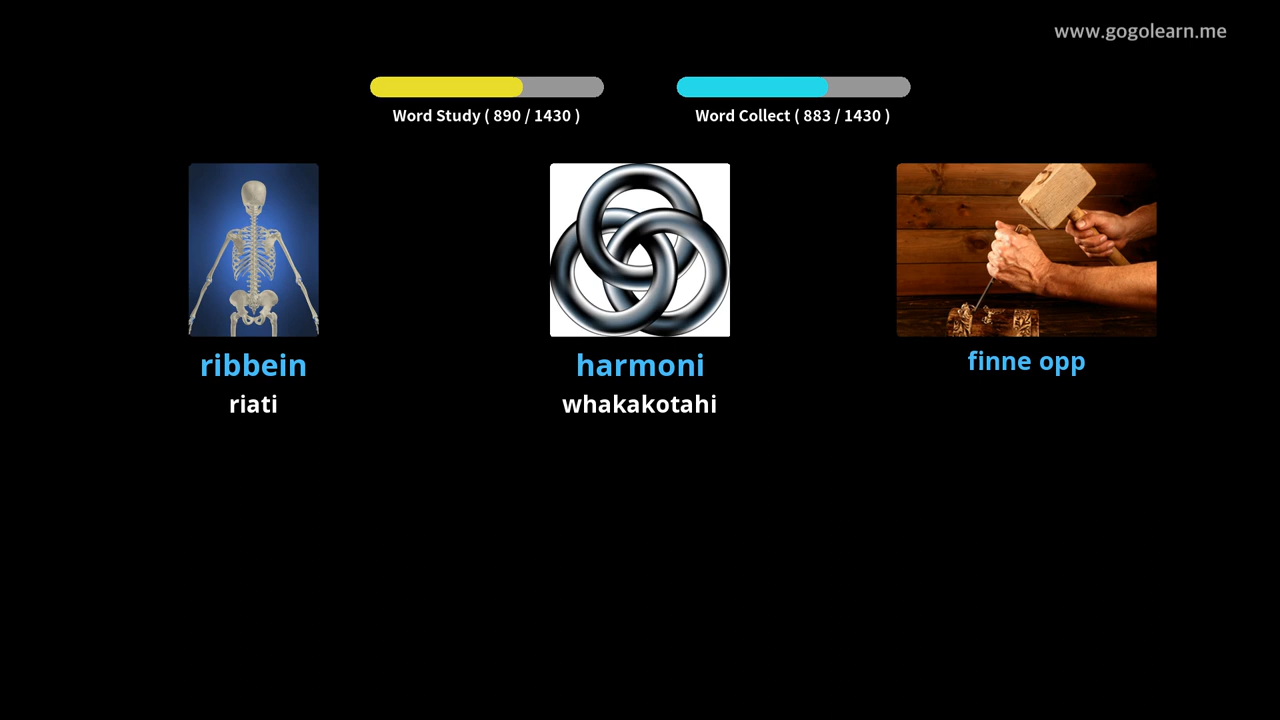 www.gogolearn.me
Word Study ( 890 / 1430 )
Word Collect ( 883 / 1430 )
ribbein
riati
harmoni
whakakotahi
finne opp